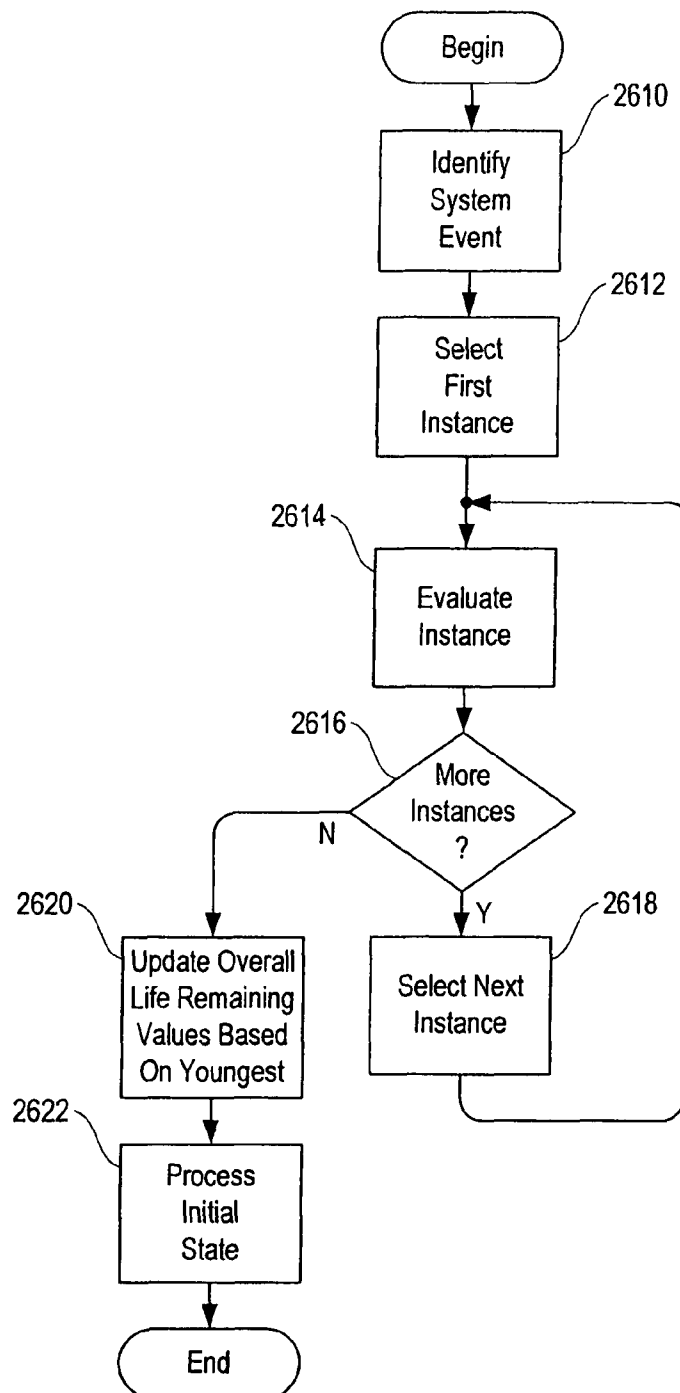 Begin
2610
Identify
System
Event
2612
Select
First
Instance
2614
Evaluate
Instance
2616
More
Instances
?
N
Y
2620
Update Overall
Life Remaining
Values Based
On Youngest
2618
Select Next
Instance
2622
Process
Initial
State
End